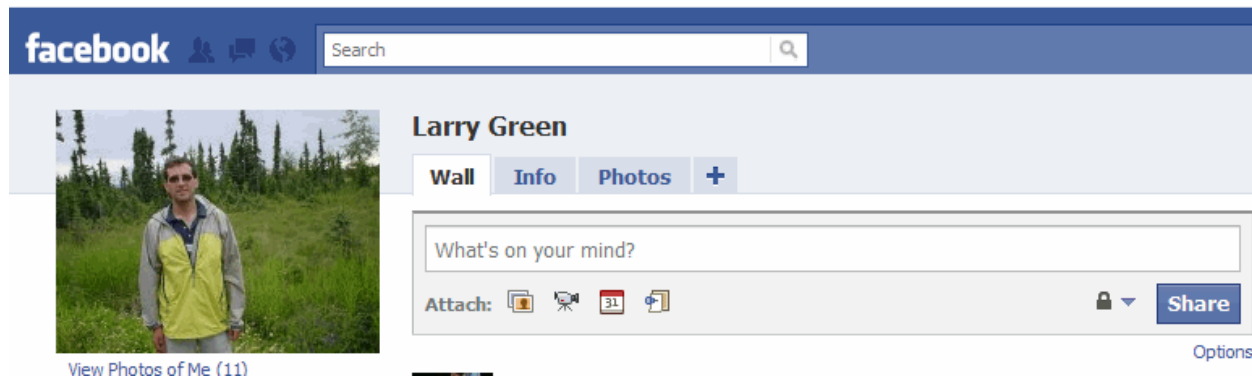 facebook Search
Larry Green
Wall Info Photos +
What's on your mind?
Attach: 31 Share
Options
View Photos of Me (11)